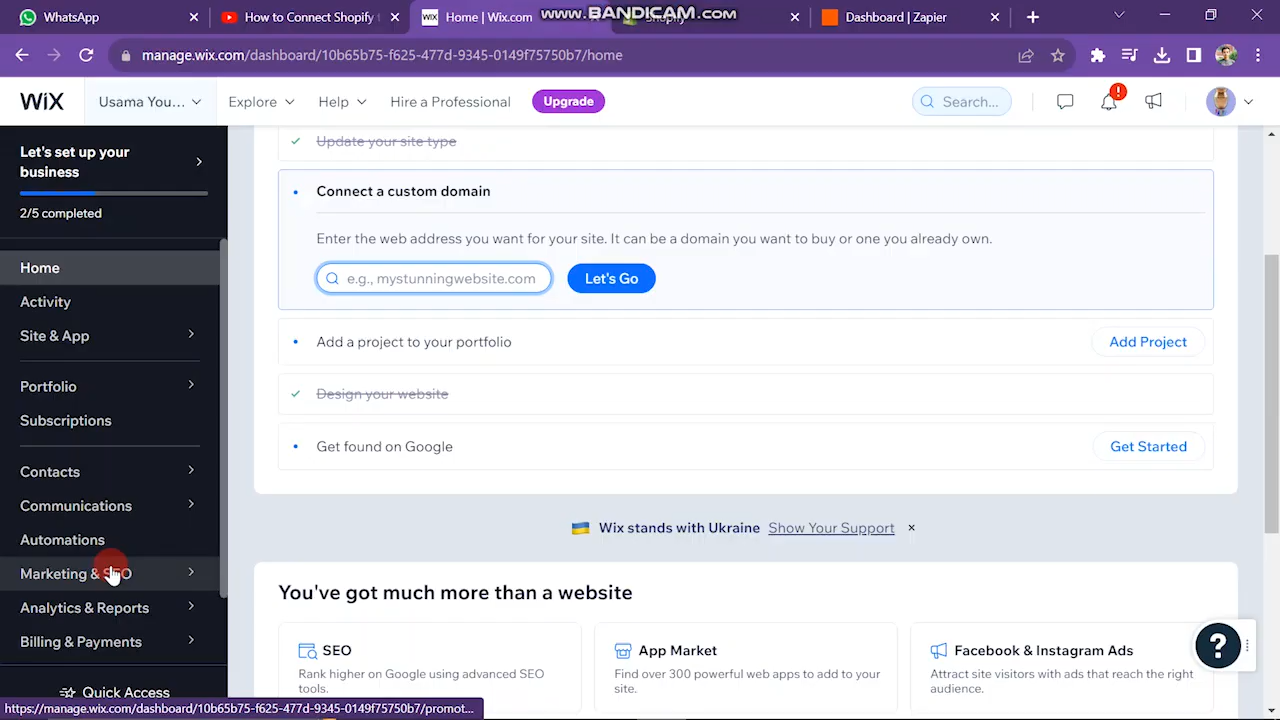 WhatsApp
How to Connect Shopify t
Home | Wix.com
www.BANDICAM.com
Dashboard | Zapier
manage.wix.com/dashboard/10b65b75-f625-477d-9345-0149f75750b7/home
WiX
Usama You...
Explore
Help
Hire a Professional
Upgrade
Search...
Let's set up your
business
2/5 completed
Home
Activity
Site & App
Portfolio
Subscriptions
Contacts
Communications
Automations
Marketing & SEO
Analytics & Reports
Billing & Payments
Quick Access
Update your site type
Connect a custom domain
Enter the web address you want for your site. It can be a domain you want to buy or one you already own.
e.g., mystunningwebsite.com
Let's Go
Add a project to your portfolio
Add Project
Design your website
Get found on Google
Get Started
Wix stands with Ukraine Show Your Support
You've got much more than a website
SEO
Rank higher on Google using advanced SEO
tools.
App Market
Find over 300 powerful web apps to add to your
site.
Facebook & Instagram Ads
Attract site visitors with ads that reach the right
audience.
https://manage.wix.com/dashboard/10b65b75-f625-477d-9345-0149f75750b7/promot...